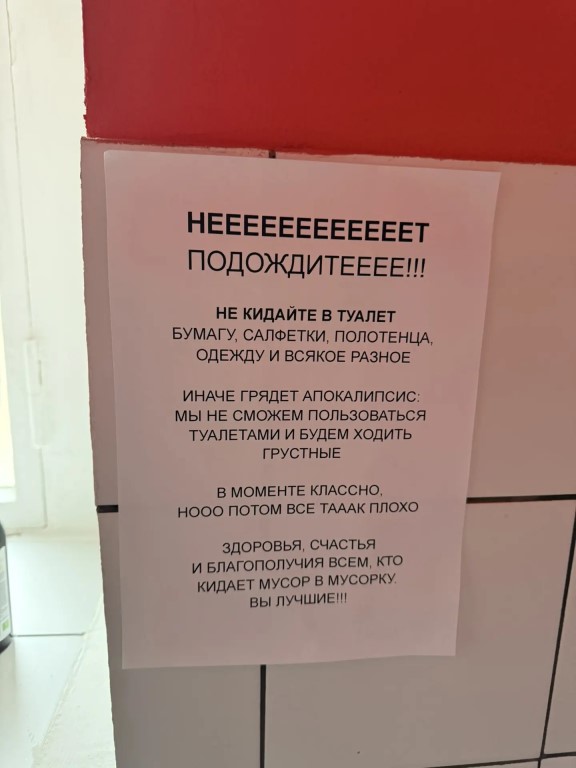 НЕЕЕЕЕЕЕЕЕЕЕЕТ
ПОДОЖДИТЕЕЕЕ!!!
НЕ КИДАЙТЕ В ТУАЛЕТ
БУМАГУ, САЛФЕТКИ, ПОЛОТЕНЦА,
ОДЕЖДУ И ВСЯКОЕ РАЗНОЕ
ИНАЧЕ ГРЯДЕТ АПОКАЛИПСИС:
МЫ НЕ СМОЖЕМ ПОЛЬЗОВАТЬСЯ
ТУАЛЕТАМИ И БУДЕМ ХОДИТЬ
ГРУСТНЫЕ
В МОМЕНТЕ КЛАССНО,
НООО ПОТОМ ВСЕ ТАААК ПЛОХО
ЗДОРОВЬЯ, СЧАСТЬЯ
И БЛАГОПОЛУЧИЯ ВСЕМ, КТО
КИДАЕТ МУСОР В МУСОРКУ.
ВЫ ЛУЧШИЕ!!!